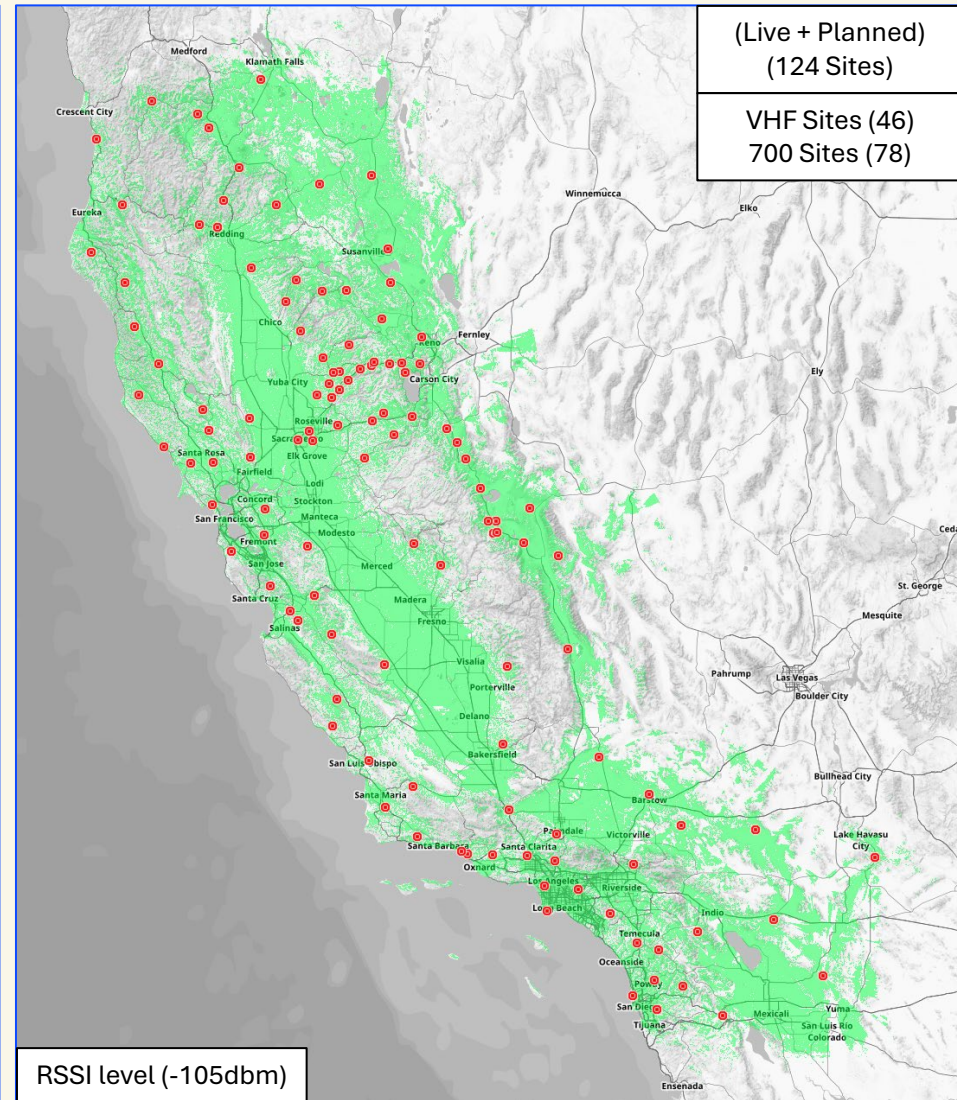 (Live + Planned)
(124 Sites)
VHF Sites (46)
700 Sites (78)
Medford
Klamath Falls
Crescent City
Winnemucca
Elko
Eureka
Redding
Susanville
Chico
Fernley
Reno
Ely
Carson City
Yuba City
Roseville
Sacramento
Santa Rosa
Elk Grove
Fairfield
Lodi
Concord
Stockton
San Francisco
Manteca
Modesto
Fremont
San Jose
Merced
Ceda
St. George
Santa Cruz
Madera
Mesquite
Salinas
Fresno
Visalia
Pahrump
Las Vegas
Porterville
Boulder City
Delano
Bakersfield
San Luis Obispo
Bullhead City
Santa Maria
Barstow
Palmdale
Victorville
Lake Havasu
City
Santa Barbara
Santa Clarita
Oxnard
Los Angeles
Riverside
Long Beach
Indio
Temecula
Oceanside
Poway
San Diego
Mexicali
Yuma
Tijuana
San Luis Río
Colorado
RSSI level (-105dbm)
Ensenada